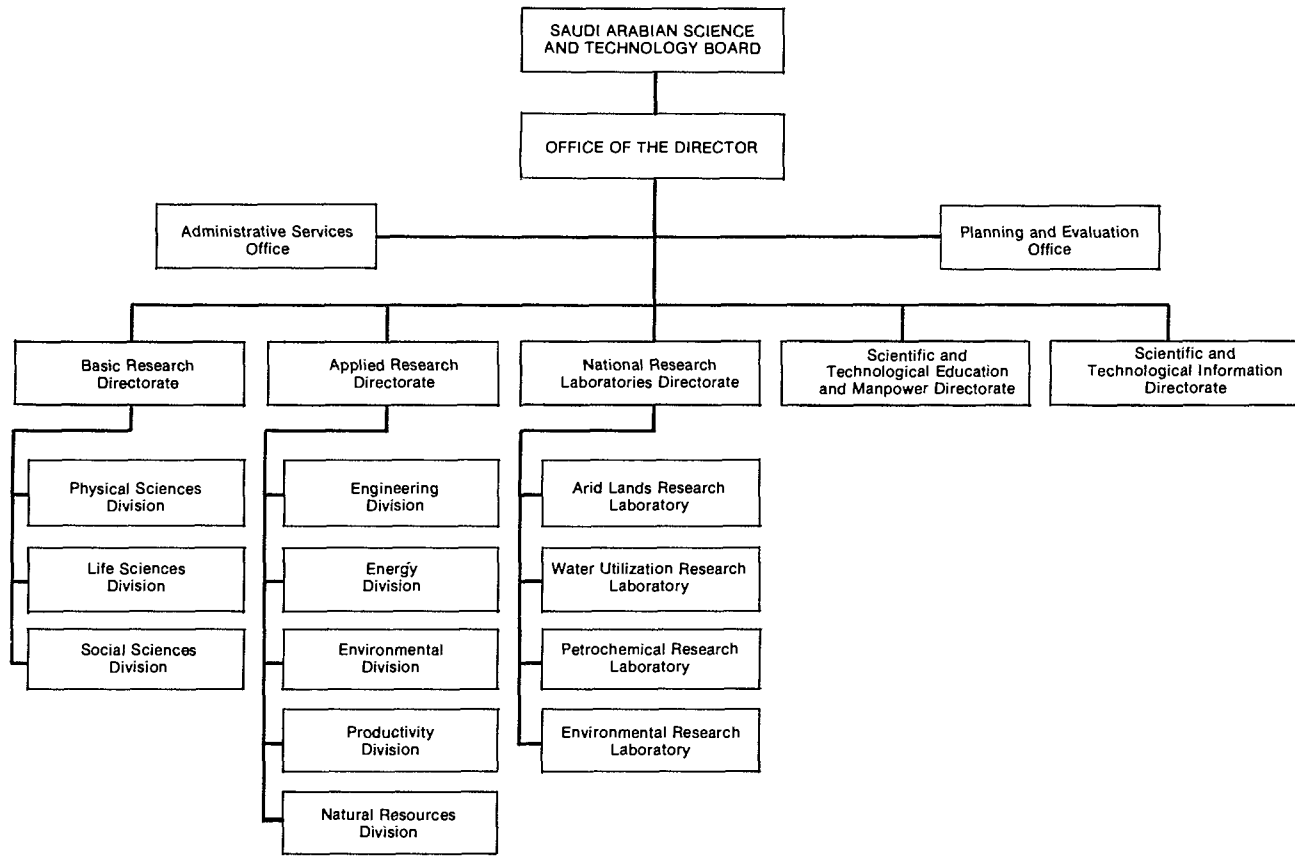 SAUDI ARABIAN SCIENCE
AND TECHNOLOGY BOARD
OFFICE OF THE DIRECTOR
Administrative Services
Office
Planning and Evaluation
Office
Basic Research
Directorate
Applied Research
Directorate
National Research
Laboratories Directorate
Scientific and
Technological Education
and Manpower Directorate
Scientific and
Technological Information
Directorate
Physical Sciences
Division
Life Sciences
Division
Social Sciences
Division
Engineering
Division
Energy
Division
Environmental
Division
Productivity
Division
Natural Resources
Division
Arid Lands Research
Laboratory
Water Utilization Research
Laboratory
Petrochemical Research
Laboratory
Environmental Research
Laboratory